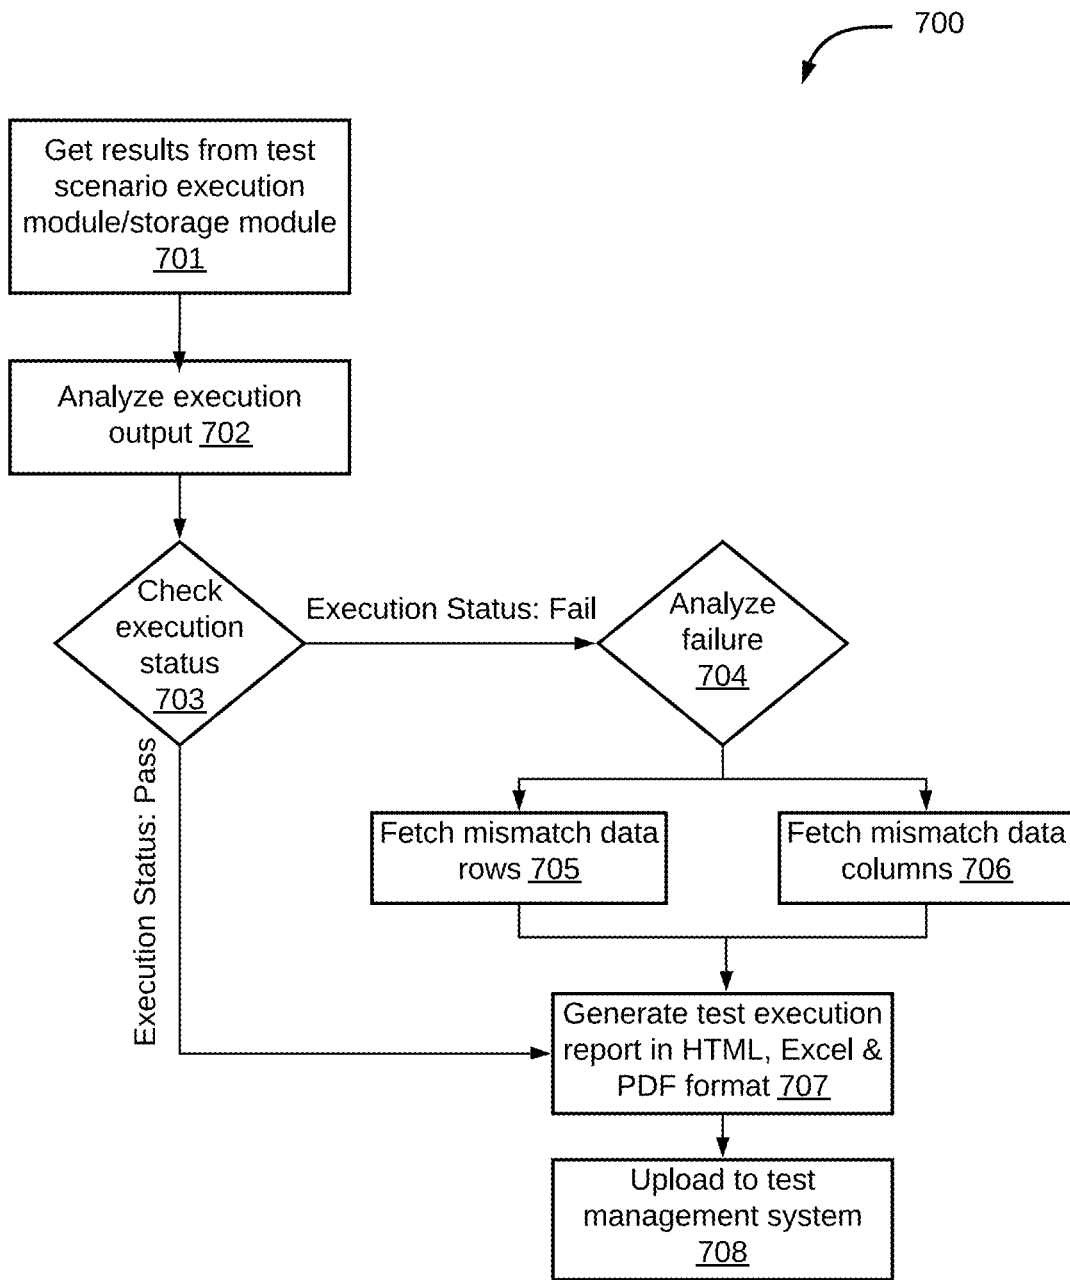 700
Get results from test
scenario execution
module/storage module
701
Analyze execution
output 702
Check
execution
status
703
Execution Status: Fail
Analyze
failure
704
Execution Status: Pass
Fetch mismatch data
rows 705
Fetch mismatch data
columns 706
Generate test execution
report in HTML, Excel &
PDF format 707
Upload to test
management system
708